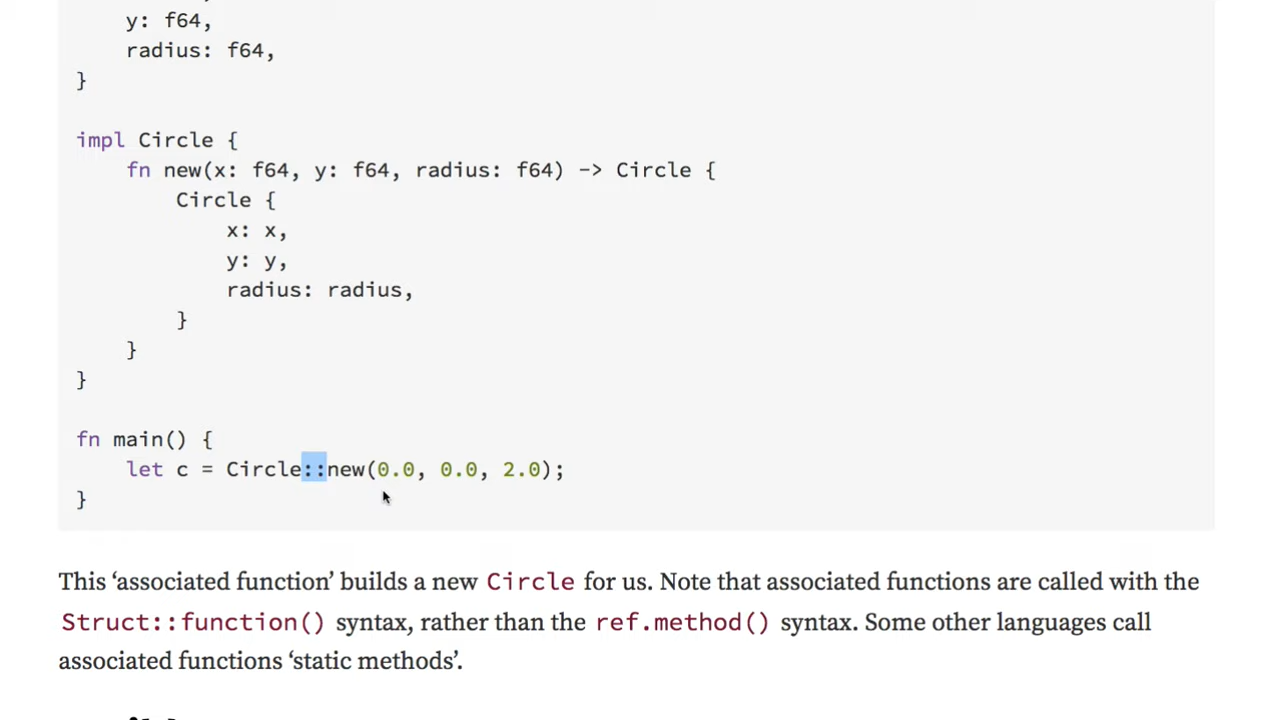 y: f64,
radius: f64,
}
impl Circle {
fn new(x: f64, y: f64, radius: f64) -> Circle {
Circle {
x: x,
y: y,
radius: radius,
}
}
}
fn main() {
let c = Circle::new(0.0, 0.0, 2.0);
}
This ‘associated function’ builds a new Circle for us. Note that associated functions are called with the
Struct::function() syntax, rather than the ref.method() syntax. Some other languages call
associated functions ‘static methods’.